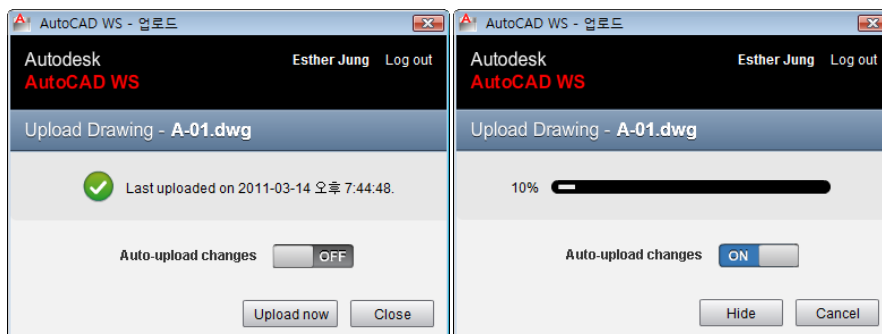 AutoCAD WS - 업로드
Autodesk
AutoCAD WS
Esther Jung Log out
Upload Drawing - A-01.dwg
Last uploaded on 2011-03-14 오후 7:44:48.
Auto-upload changes OFF
Upload now Close
AutoCAD WS - 업로드
Autodesk
AutoCAD WS
Esther Jung Log out
Upload Drawing - A-01.dwg
10%
Auto-upload changes ON
Hide Cancel